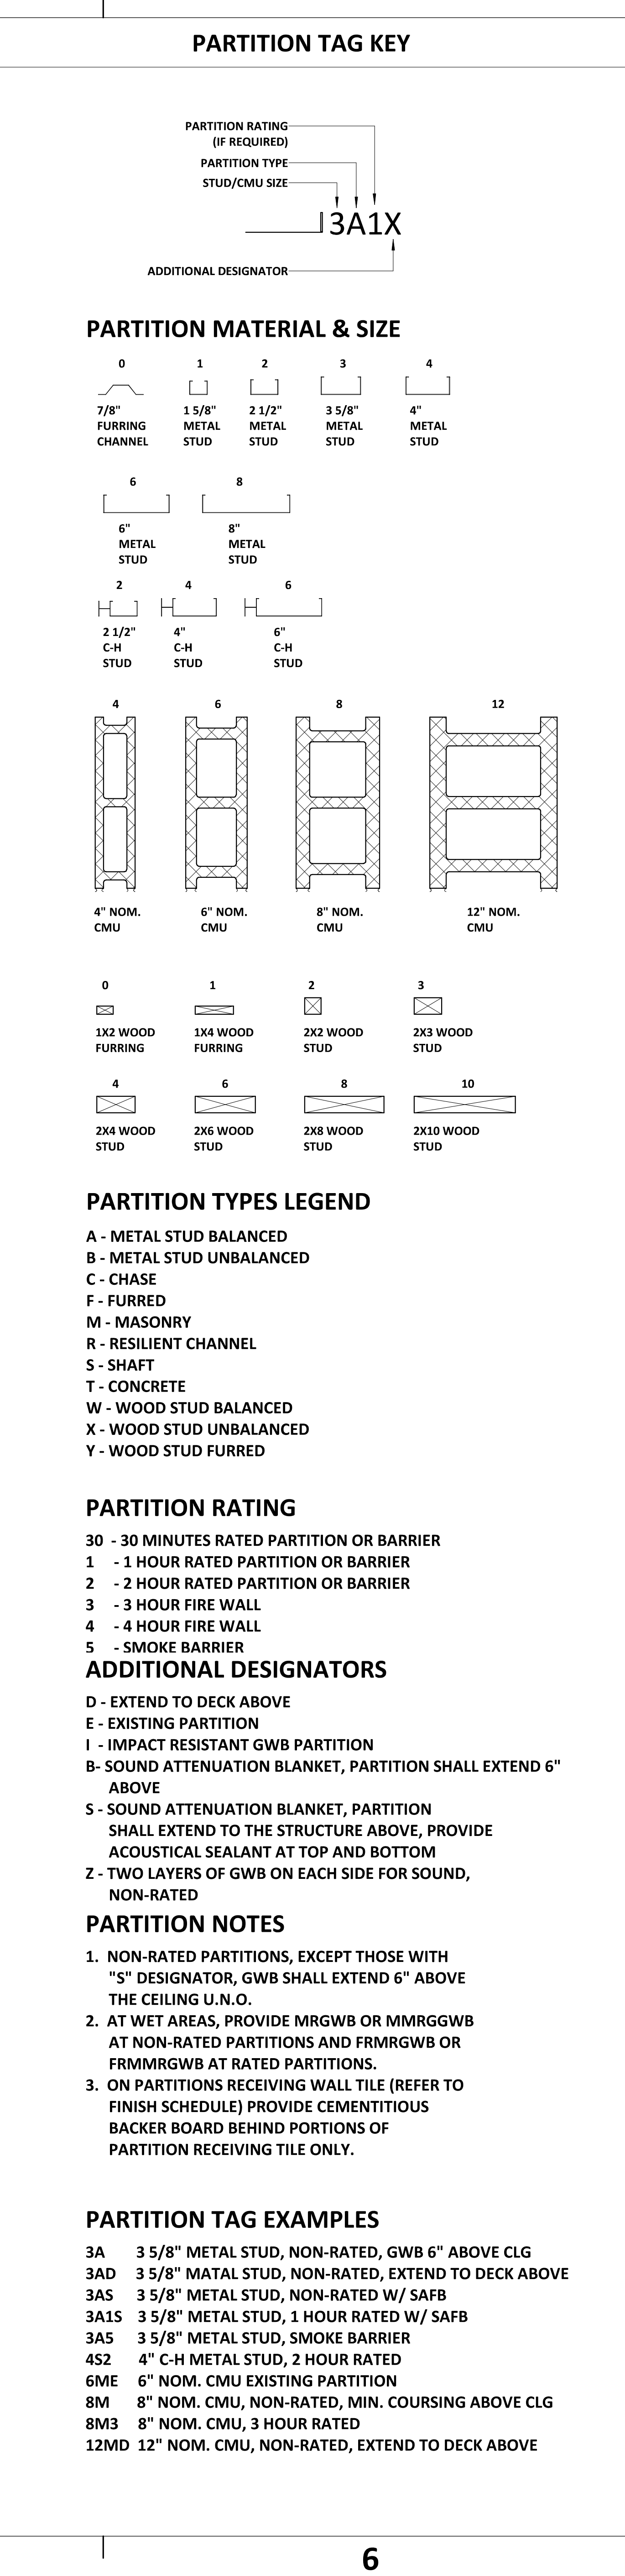 PARTITION TAG KEY
PARTITION RATING
(IF REQUIRED)
PARTITION TYPE
STUD/CMU SIZE
3A1X
ADDITIONAL DESIGNATOR
PARTITION MATERIAL & SIZE
0 1 2 3 4
7/8" 1 5/8" 2 1/2" 3 5/8" 4"
FURRING METAL METAL METAL METAL
CHANNEL STUD STUD STUD STUD
6 8
6" 8"
METAL METAL
STUD STUD
2 4 6
2 1/2" 4" 6"
C-H C-H C-H
STUD STUD STUD
4 6 8 12
4" NOM. 6" NOM. 8" NOM. 12" NOM.
CMU CMU CMU CMU
0 1 2 3
1X2 WOOD 1X4 WOOD 2X2 WOOD 2X3 WOOD
FURRING FURRING STUD STUD
4 6 8 10
2X4 WOOD 2X6 WOOD 2X8 WOOD 2X10 WOOD
STUD STUD STUD STUD
PARTITION TYPES LEGEND
A - METAL STUD BALANCED
B - METAL STUD UNBALANCED
C - CHASE
F - FURRED
M - MASONRY
R - RESILIENT CHANNEL
S - SHAFT
T - CONCRETE
W - WOOD STUD BALANCED
X - WOOD STUD UNBALANCED
Y - WOOD STUD FURRED
PARTITION RATING
30 - 30 MINUTES RATED PARTITION OR BARRIER
1 - 1 HOUR RATED PARTITION OR BARRIER
2 - 2 HOUR RATED PARTITION OR BARRIER
3 - 3 HOUR FIRE WALL
4 - 4 HOUR FIRE WALL
5 - SMOKE BARRIER
ADDITIONAL DESIGNATORS
D - EXTEND TO DECK ABOVE
E - EXISTING PARTITION
I - IMPACT RESISTANT GWB PARTITION
B- SOUND ATTENUATION BLANKET, PARTITION SHALL EXTEND 6"
ABOVE
S - SOUND ATTENUATION BLANKET, PARTITION
SHALL EXTEND TO THE STRUCTURE ABOVE, PROVIDE
ACOUSTICAL SEALANT AT TOP AND BOTTOM
Z - TWO LAYERS OF GWB ON EACH SIDE FOR SOUND,
NON-RATED
PARTITION NOTES
1. NON-RATED PARTITIONS, EXCEPT THOSE WITH
"S" DESIGNATOR, GWB SHALL EXTEND 6" ABOVE
THE CEILING U.N.O.
2. AT WET AREAS, PROVIDE MRGWB OR MMRGGWB
AT NON-RATED PARTITIONS AND FRMRGWB OR
FRMMRGWB AT RATED PARTITIONS.
3. ON PARTITIONS RECEIVING WALL TILE (REFER TO
FINISH SCHEDULE) PROVIDE CEMENTITIOUS
BACKER BOARD BEHIND PORTIONS OF
PARTITION RECEIVING TILE ONLY.
PARTITION TAG EXAMPLES
3A 3 5/8" METAL STUD, NON-RATED, GWB 6" ABOVE CLG
3AD 3 5/8" MATAL STUD, NON-RATED, EXTEND TO DECK ABOVE
3AS 3 5/8" METAL STUD, NON-RATED W/ SAFB
3A1S 3 5/8" METAL STUD, 1 HOUR RATED W/ SAFB
3A5 3 5/8" METAL STUD, SMOKE BARRIER
4S2 4" C-H METAL STUD, 2 HOUR RATED
6ME 6" NOM. CMU EXISTING PARTITION
8M 8" NOM. CMU, NON-RATED, MIN. COURSING ABOVE CLG
8M3 8" NOM. CMU, 3 HOUR RATED
12MD 12" NOM. CMU, NON-RATED, EXTEND TO DECK ABOVE
6